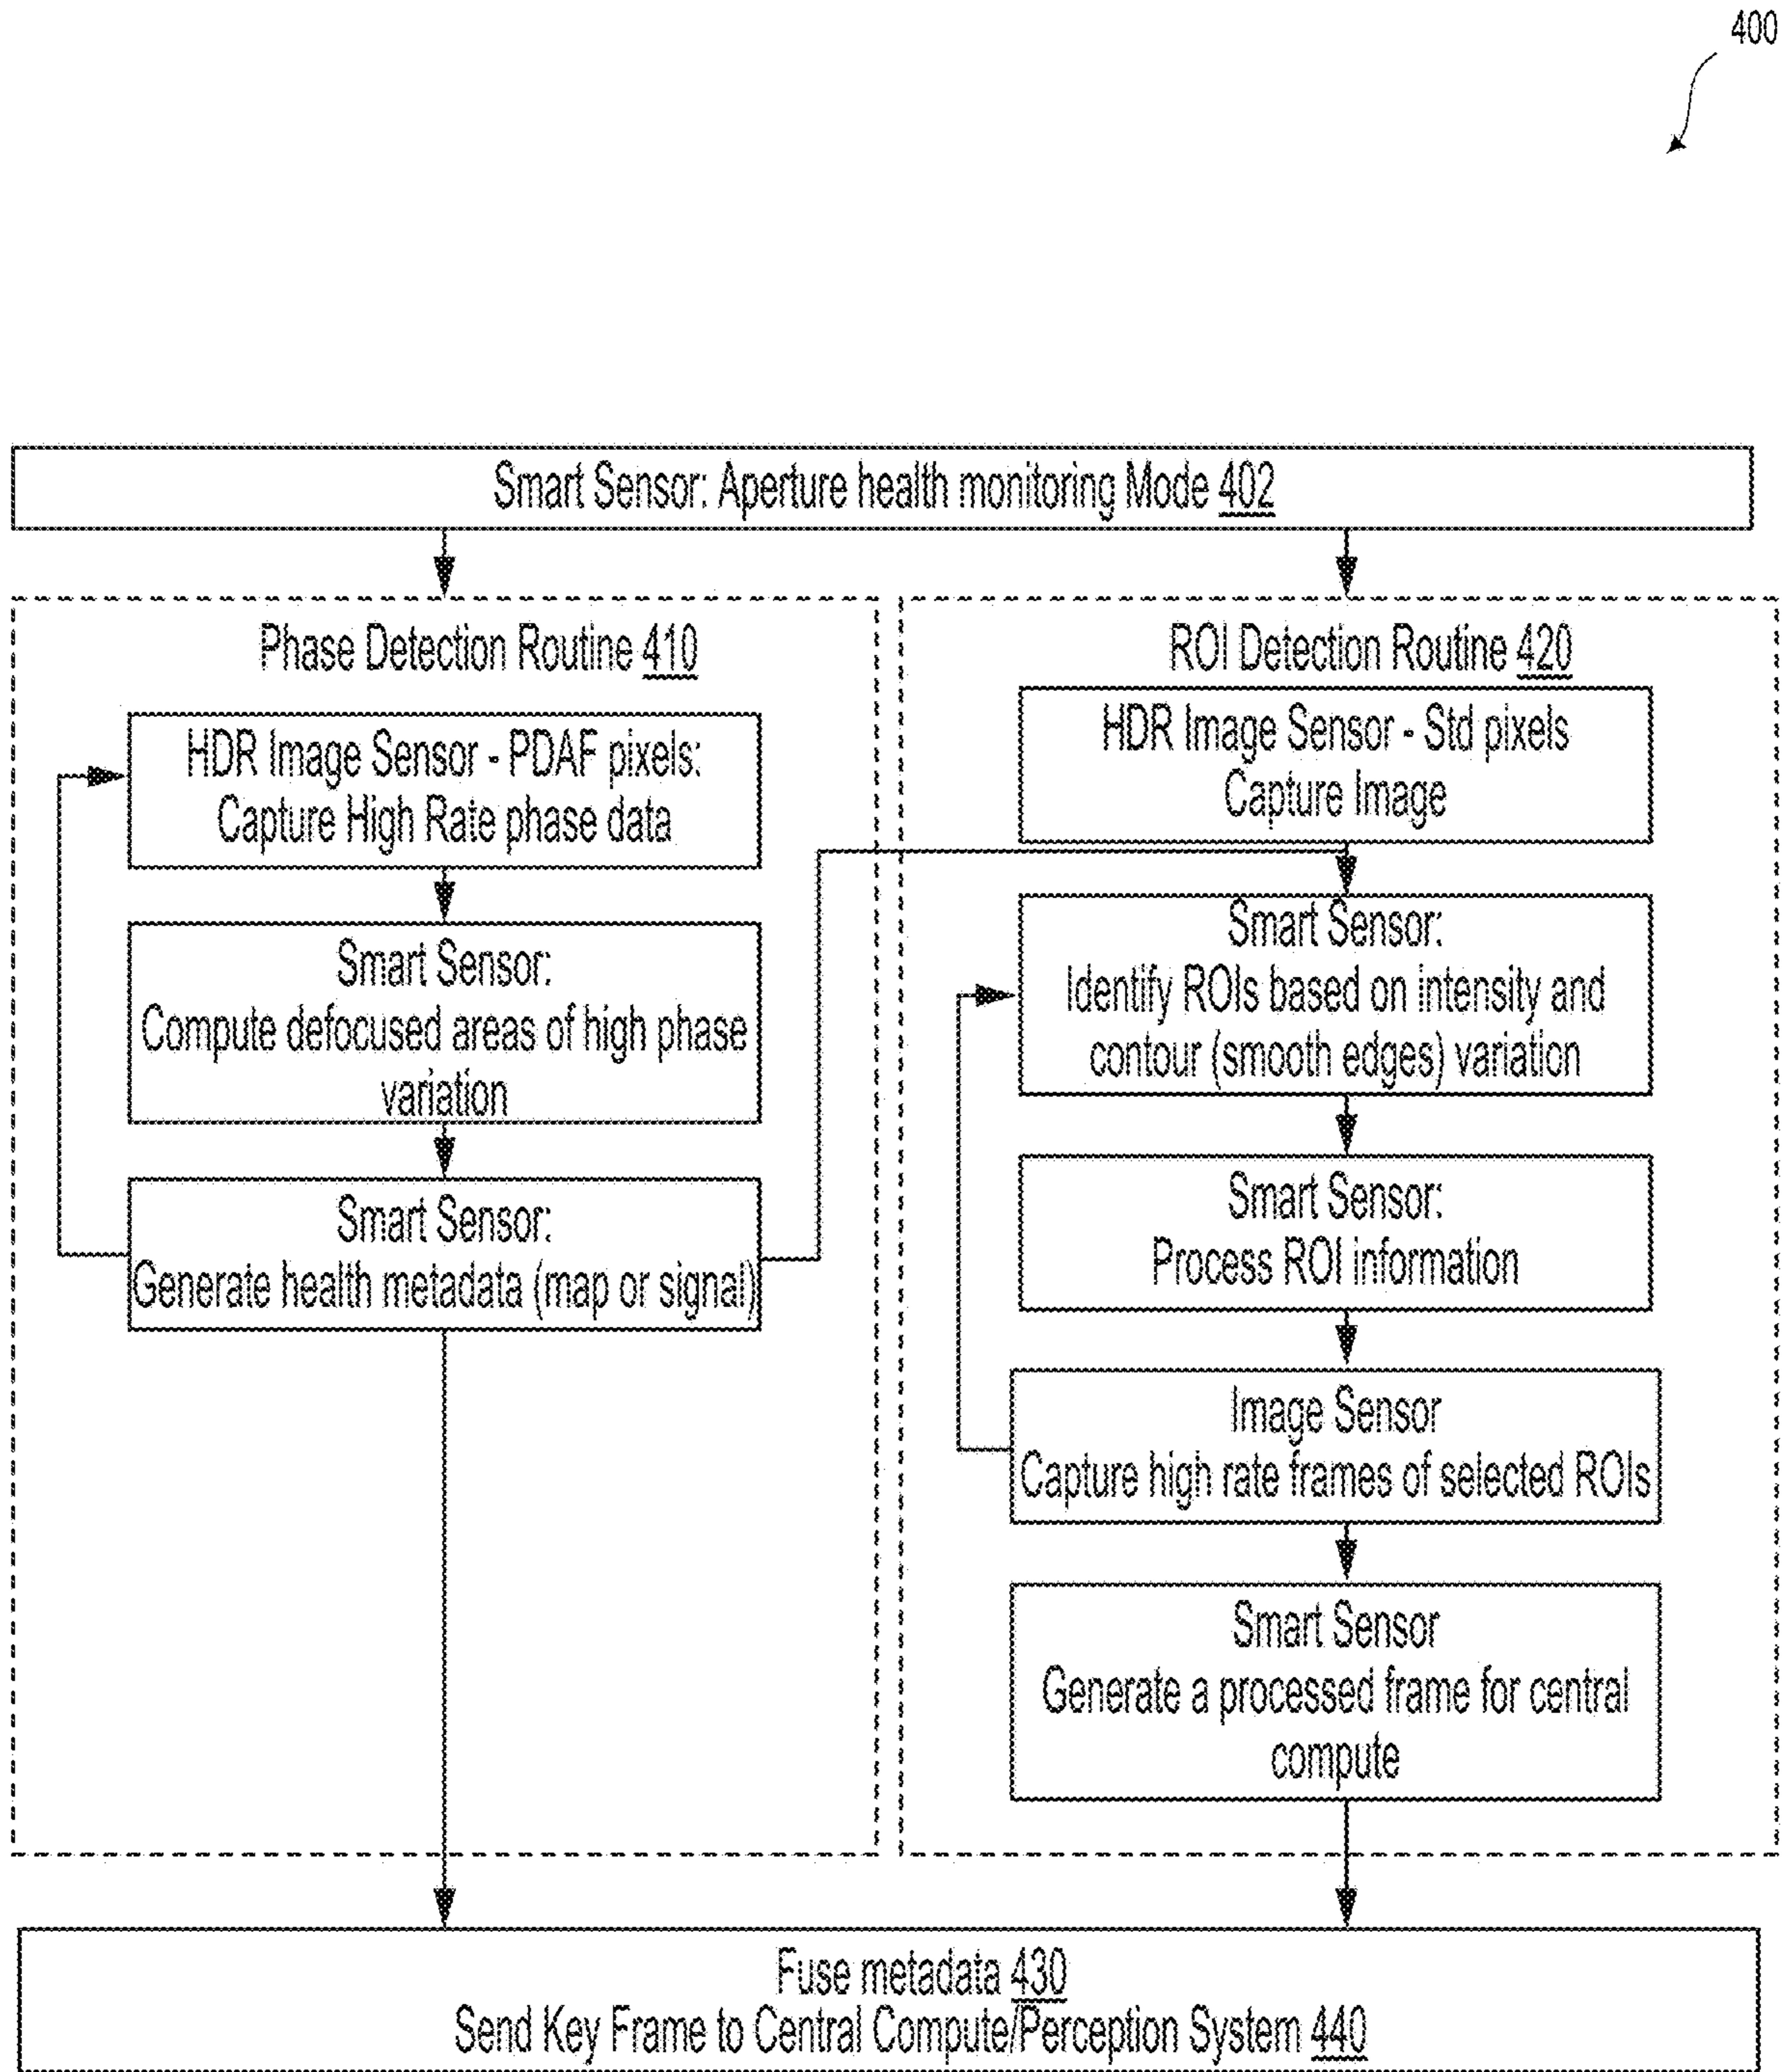 400
Smart Sensor: Aperture health monitoring Mode 402
Phase Detection Routine 410
HDR Image Sensor - PDAF pixels:
Capture High Rate phase data
Smart Sensor:
Compute defocused areas of high phase
variation
Smart Sensor:
Generate health metadata (map or signal)
ROI Detection Routine 420
HDR Image Sensor - Std pixels
Capture Image
Smart Sensor:
Identify ROIs based on intensity and
contour (smooth edges) variation
Smart Sensor:
Process ROI information
Image Sensor
Capture high rate frames of selected ROIs
Smart Sensor
Generate a processed frame for central
compute
Fuse metadata 430
Send Key Frame to Central Compute/Perception System 440